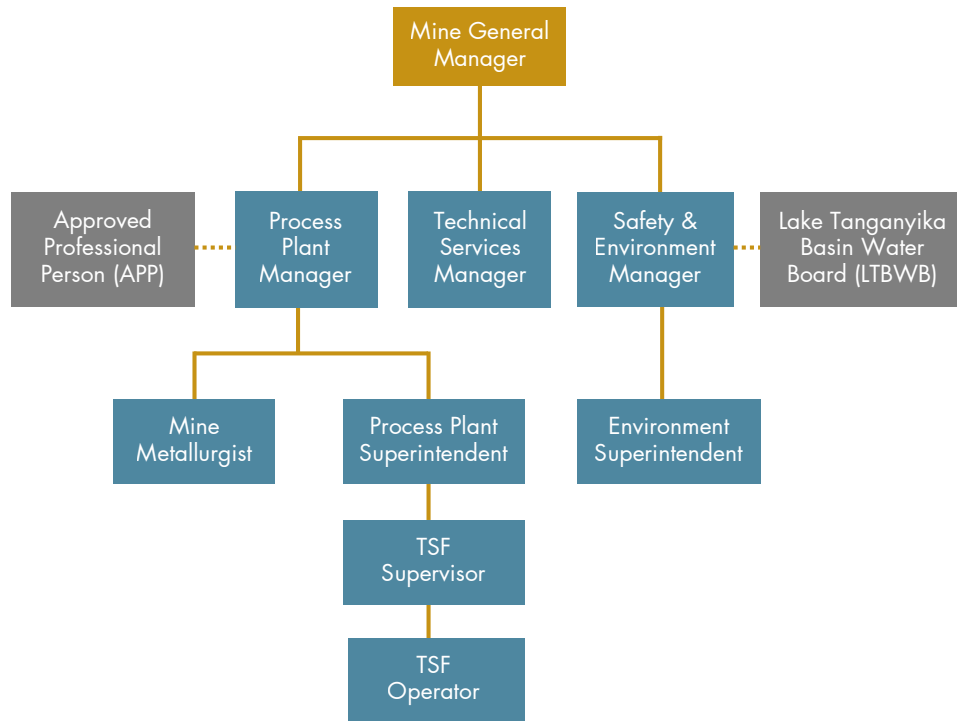 Mine General
Manager
Approved
Professional
Person (APP)
Process
Plant
Manager
Technical
Services
Manager
Safety &
Environment
Manager
Lake Tanganyika
Basin Water
Board (LTBWB)
Mine
Metallurgist
Process Plant
Superintendent
Environment
Superintendent
TSF
Supervisor
TSF
Operator